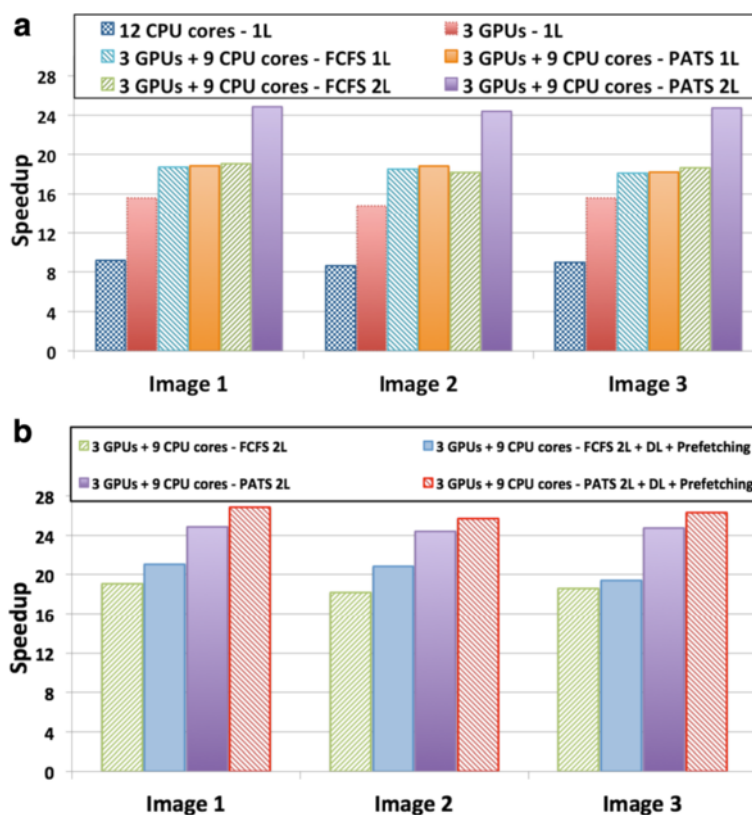 a
12 CPU cores - 1L 3 GPUs - 1L
3 GPUs + 9 CPU cores - FCFS 1L 3 GPUs + 9 CPU cores - PATS 1L
3 GPUs + 9 CPU cores - FCFS 2L 3 GPUs + 9 CPU cores - PATS 2L
28
24
20
16
12
8
4
0
Speedup
Image 1 Image 2 Image 3
b
3 GPUs + 9 CPU cores - FCFS 2L 3 GPUs + 9 CPU cores - FCFS 2L + DL + Prefetching
3 GPUs + 9 CPU cores - PATS 2L 3 GPUs + 9 CPU cores - PATS 2L + DL + Prefetching
28
24
20
16
12
8
4
0
Speedup
Image 1 Image 2 Image 3